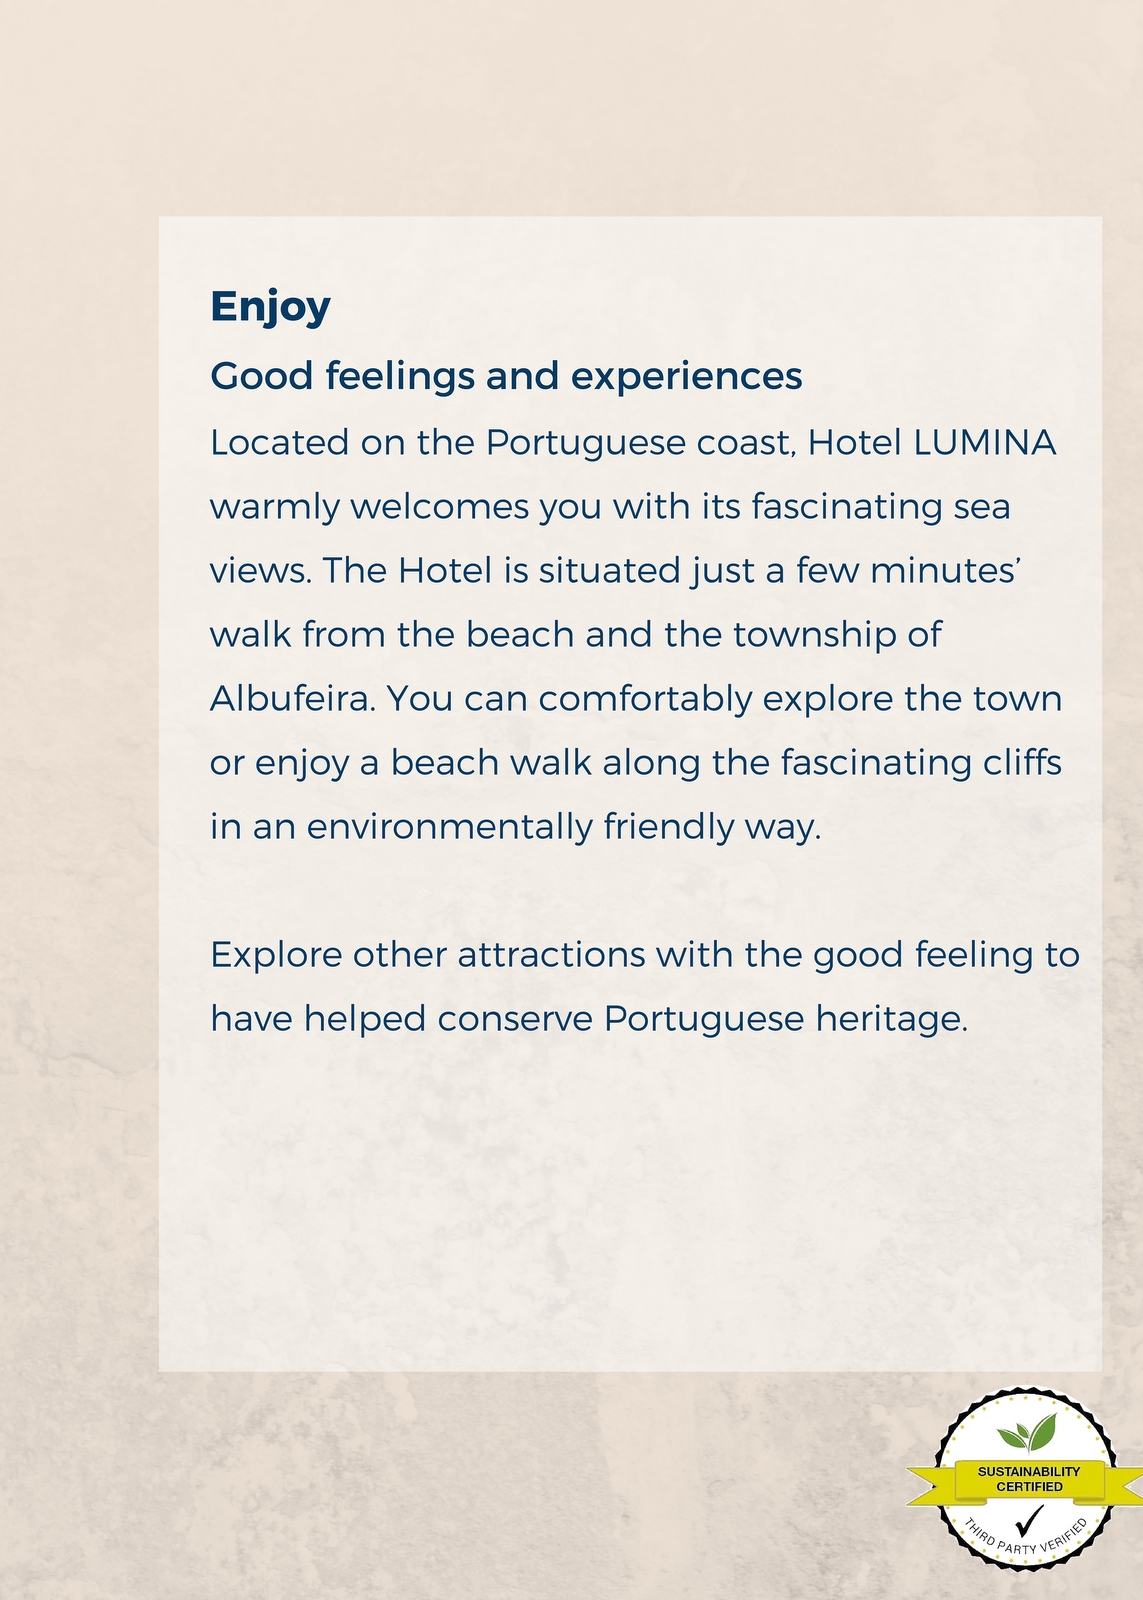 Enjoy
Good feelings and experiences
Located on the Portuguese coast, Hotel LUMINA
warmly welcomes you with its fascinating sea
views. The Hotel is situated just a few minutes’
walk from the beach and the township of
Albufeira. You can comfortably explore the town
or enjoy a beach walk along the fascinating cliffs
in an environmentally friendly way.
Explore other attractions with the good feeling to
have helped conserve Portuguese heritage.
SUSTAINABILITY
CERTIFIED
THIRD PARTY VERIFIED